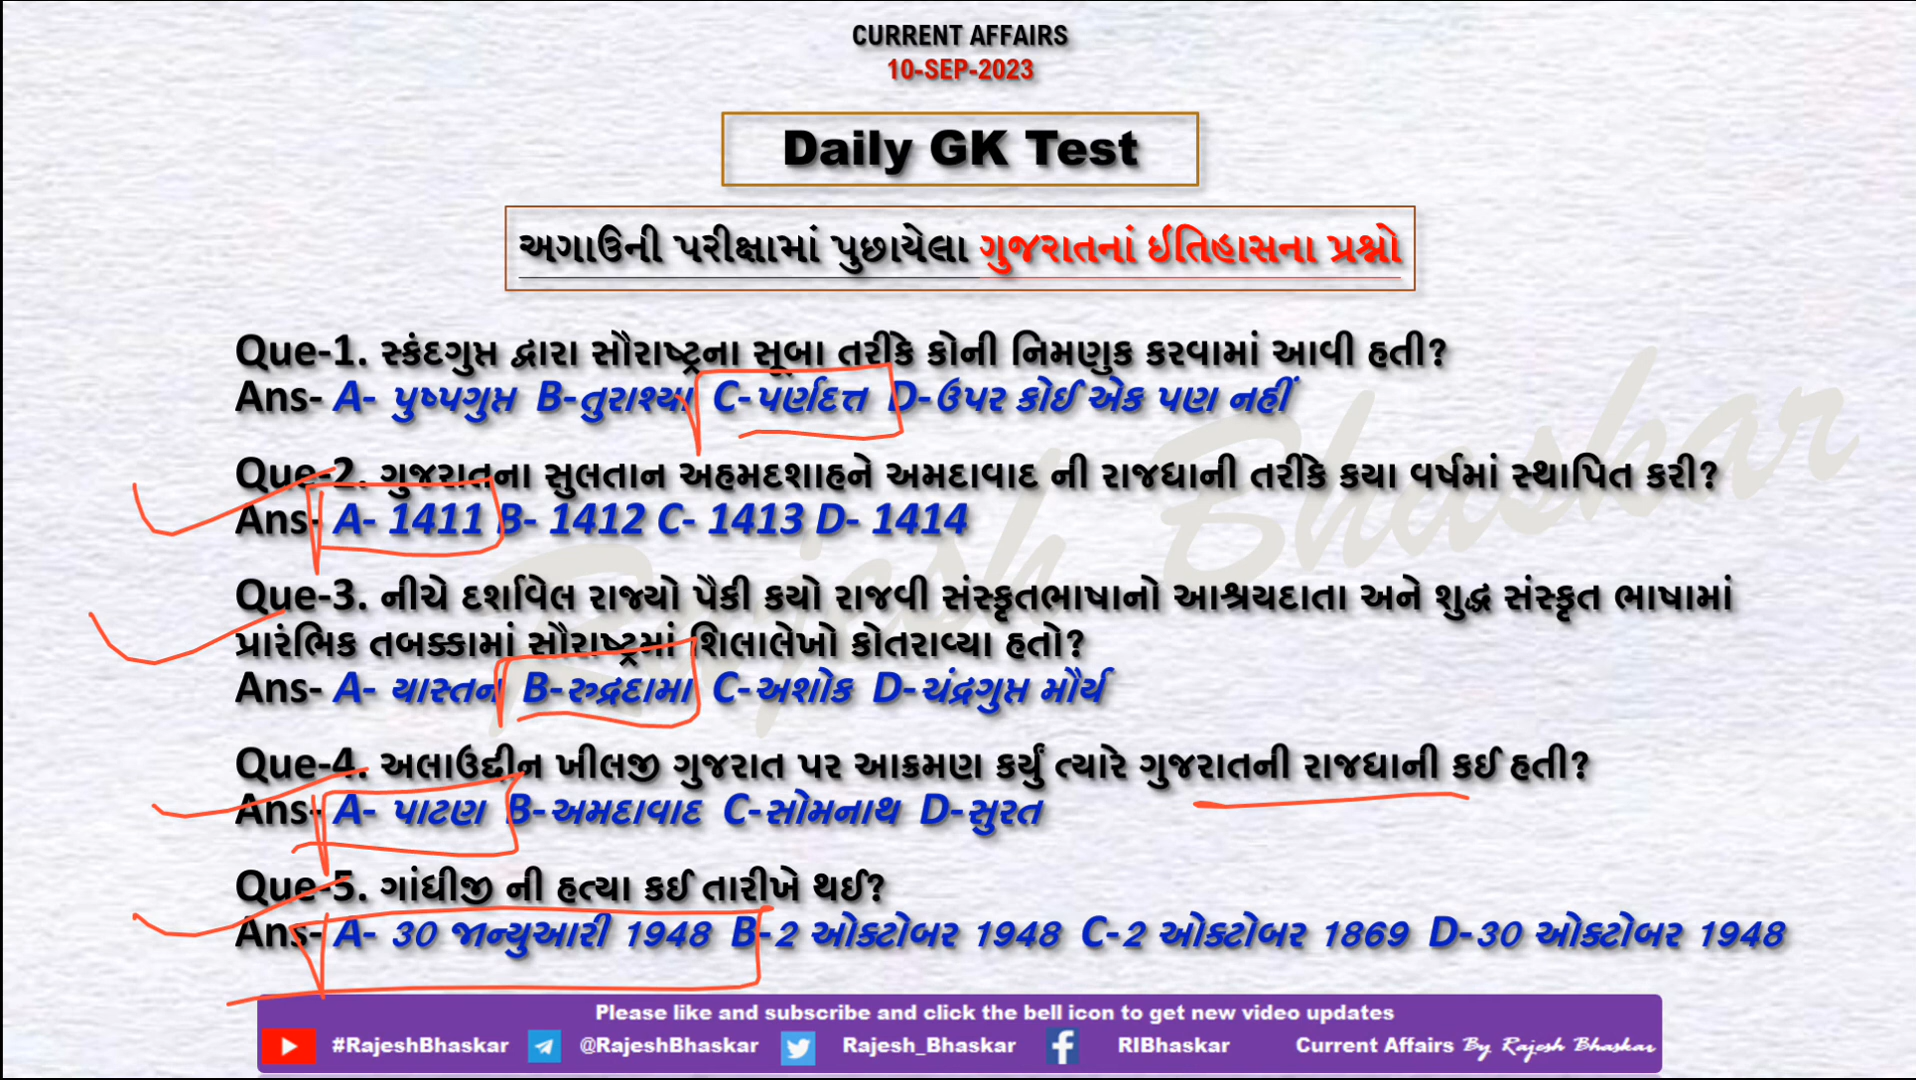 CURRENT AFFAIRS
10-SEP-2023
Daily GK Test
અગાઉની પરીક્ષામાં પુછાયેલા ગુજરાતનાં ઈતિહાસના પ્રશ્નો
Que-1. સ્કંદગુપ્ત દ્વારા સૌરાષ્ટ્રના સૂબા તરીકે કોની નિમણુક કરવામાં આવી હતી?
Ans- A- પુષ્પગુપ્ત B-તુરાશ્યા C-પર્ણદત્ત D-ઉપર કોઈ એક પણ નહીં
Que-2. ગુજરાતના સુલતાન અહમદશાહને અમદાવાદ ની રાજધાની તરીકે કયા વર્ષમાં સ્થાપિત કરી?
Ans- A- 1411 B- 1412 C- 1413 D- 1414
Que-3. નીચે દર્શાવેલ રાજ્યો પૈકી કયો રાજવી સંસ્કૃતભાષાનો આશ્રયદાતા અને શુદ્ધ સંસ્કૃત ભાષામાં
પ્રારંભિક તબક્કામાં સૌરાષ્ટ્રમાં શિલાલેખો કોતરાવ્યા હતો?
Ans- A- ચાસ્તન B-રુદ્રદામા C-અશોક D-ચંદ્રગુપ્ત મૌર્ય
Que-4. અલાઉદ્દીન ખીલજી ગુજરાત પર આક્રમણ કર્યું ત્યારે ગુજરાતની રાજધાની કઈ હતી?
Ans- A- પાટણ B-અમદાવાદ C-સોમનાથ D-સુરત
Que-5. ગાંધીજી ની હત્યા કઈ તારીખે થઈ?
Ans- A- 30 જાન્યુઆરી 1948 B-2 ઓક્ટોબર 1948 C-2 ઓક્ટોબર 1869 D-30 ઓક્ટોબર 1948
Rajesh Bhaskar
Please like and subscribe and click the bell icon to get new video updates
#RajeshBhaskar @RajeshBhaskar Rajesh_Bhaskar RIBhaskar Current Affairs By Rajesh Bhaskar